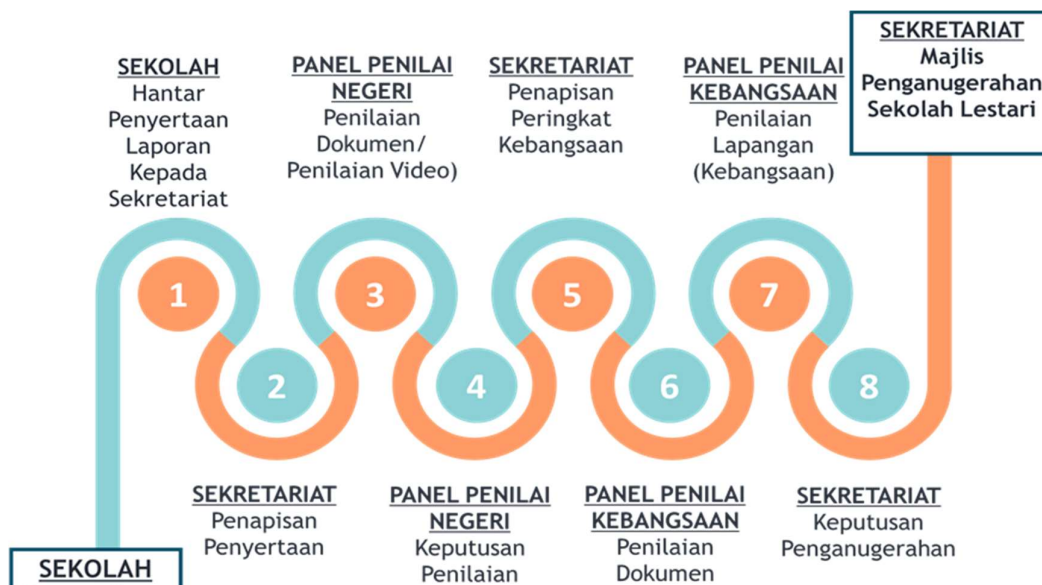 SEKOLAH
Hantar
Penyertaan
Laporan
Kepada
Sekretariat
PANEL PENILAI
NEGERI
Penilaian
Dokumen/
Penilaian Video)
SEKRETARIAT
Penapisan
Peringkat
Kebangsaan
PANEL PENILAI
KEBANGSAAN
Penilaian
Lapangan
(Kebangsaan)
SEKRETARIAT
Majlis
Penganugerahan
Sekolah Lestari
1
3
5
7
2
4
6
8
SEKRETARIAT
Penapisan
Penyertaan
PANEL PENILAI
NEGERI
Keputusan
Penilaian
PANEL PENILAI
KEBANGSAAN
Penilaian
Dokumen
SEKRETARIAT
Keputusan
Penganugerahan
SEKOLAH